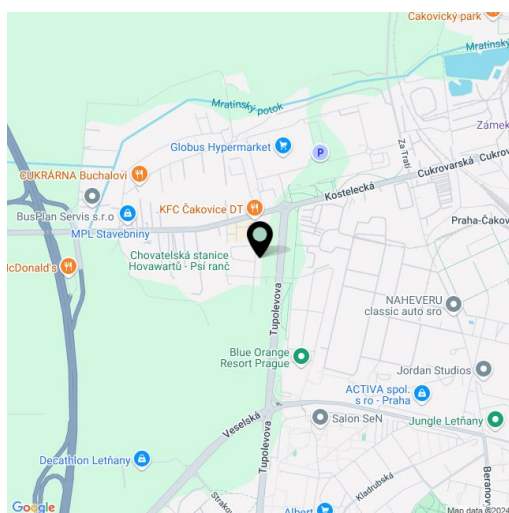 Čakovický park
Mratínský
Mratínský potok
Za Tratí
Zámek
Globus Hypermarket
P
CUKRÁRNA Buchalovi
Cukrovarská
Cukrov
BusPlan Servis s.r.o
KFC Čakovice DT
Kostelecká
MPL Stavebniny
Praha-Čakov
Chovatelská stanice
Hovawartů - Psí ranč
McDonald's
Tupolevova
NAHEVERU
classic auto sro
Blue Orange
Resort Prague
Jordan Studios
ACTIVA spol.
s ro - Praha
Salon SeN
Jungle Letňany
Veselská
Tupolevova
Decathlon Letňany
Kladrubská
Beranov
Strako
Albert
Google
Map data ©2024